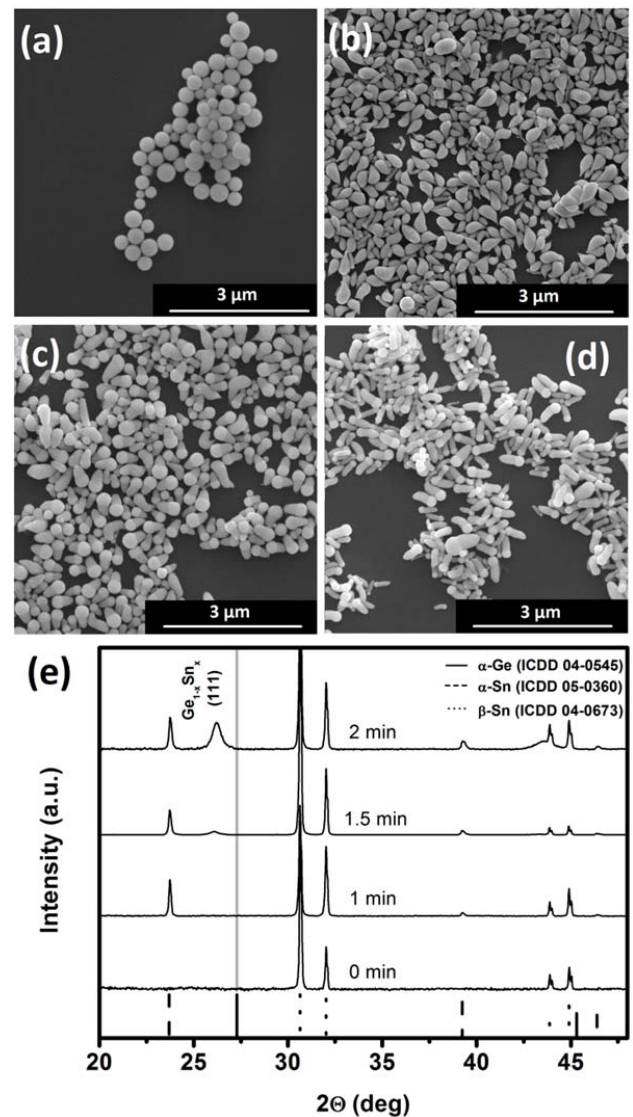 (a)
3 µm
(b)
3 µm
(c)
3 µm
(d)
3 µm
(e)
Ge1-xSnx
(111)
α-Ge (ICDD 04-0545)
α-Sn (ICDD 05-0360)
β-Sn (ICDD 04-0673)
2 min
1.5 min
1 min
0 min
Intensity (a.u.)
20 25 30 35 40 45
2Θ (deg)